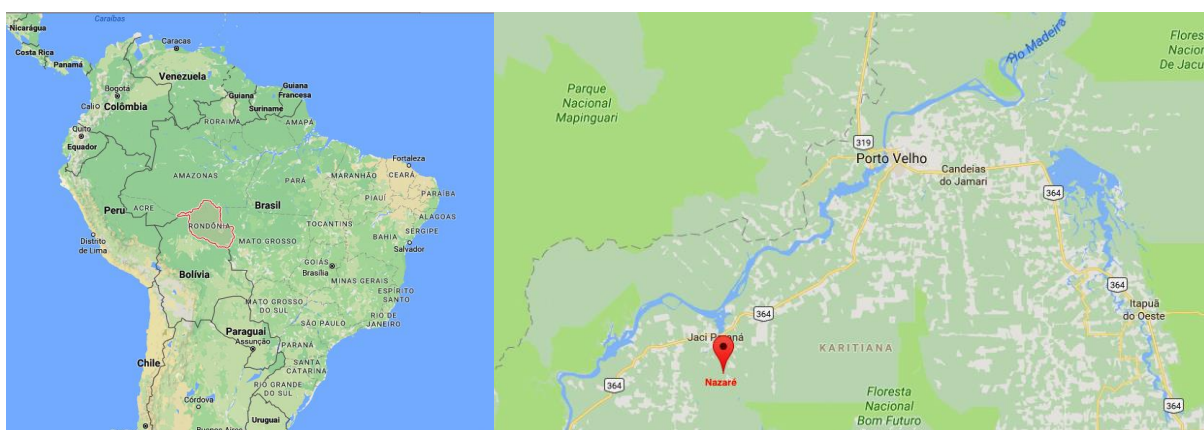 Caraíbas
Nicarágua
Costa Rica
Panamá
Caracas
Venezuela
Bogotá
Cali
Colômbia
Guiana
Guiana
Francesa
Suriname
RORAIMA
AMAPÁ
Quito
Equador
Fortaleza
AMAZONAS
PARÁ
MARANHÃO
CEARÁ
PARAÍBA
PIAUÍ
Peru
ACRE
Brasil
ALAGOAS
SERGIPE
RONDÔNIA
TOCANTINS
Distrito
de Lima
MATO GROSSO
BAHIA
Salvador
GOIÁS
Brasília
Bolívia
MINAS GERAIS
ESPÍRITO
SANTO
MATO GROSSO
DO SUL
RIO DE
JANEIRO
SÃO PAULO
Paraguai
Assunção
PARANÁ
Chile
SANTA
CATARINA
RIO GRANDE
DO SUL
Córdova
Uruguai
Buenos Aires
Rio Madeira
Parque
Nacional
Mapinguari
Flores
Nacion
De Jacu
319
Porto Velho
Candeias
do Jamari
364
364
364
Itapuã
do Oeste
Jaci Paraná
KARITIANA
Nazaré
364
Floresta
Nacional
Bom Futuro
364